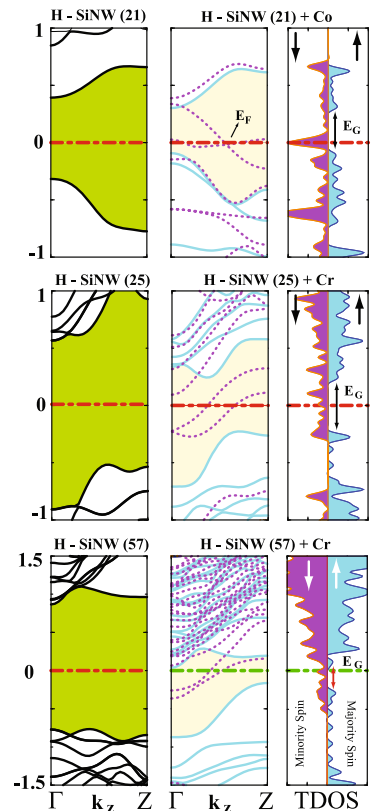 H - SiNW (21) H - SiNW (21) + Co
1
0
-1
E_F
E_G
H - SiNW (25) H - SiNW (25) + Cr
1
0
-1
E_G
H - SiNW (57) H - SiNW (57) + Cr
1.5
0
-1.5
E_G
Minority Spin
Majority Spin
Γ k_z Z Γ k_z Z TDOS